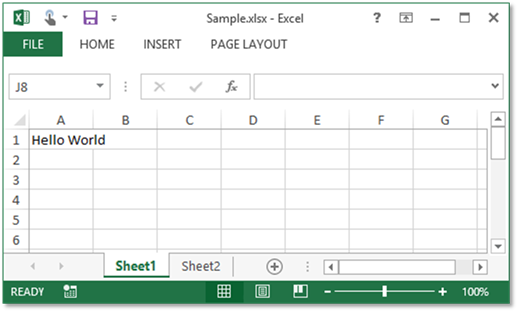 Sample.xlsx - Excel
?
FILE HOME INSERT PAGE LAYOUT
J8 fx
A B C D E F G
1 Hello World
2
3
4
5
6
Sheet1 Sheet2
READY 100%